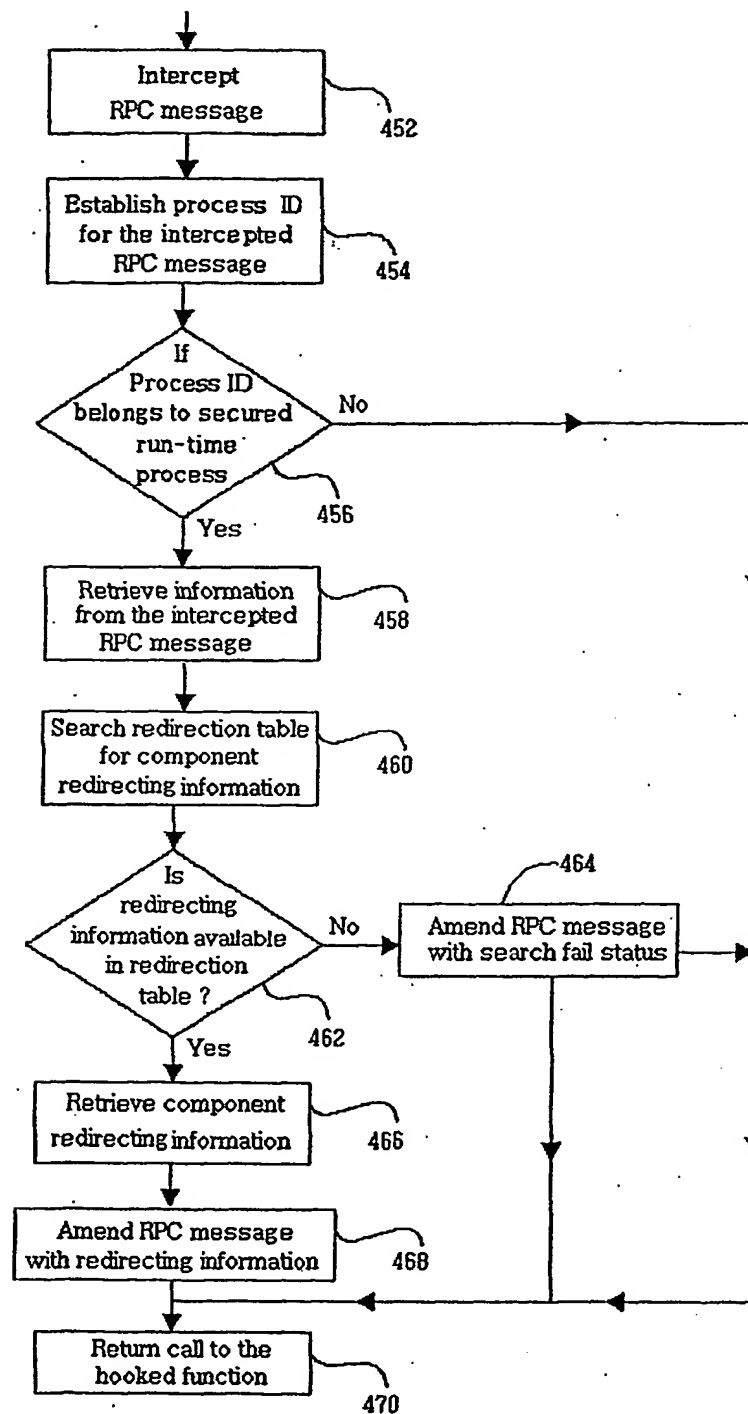 Intercept
RPC message
452
Establish process ID
for the intercepted
RPC message
454
If
Process ID
belongs to secured
run-time
process
No
456
Yes
Retrieve information
from the intercepted
RPC message
458
Search redirection table
for component
redirecting information
460
Is
redirecting
information available
in redirection
table ?
No
462
464
Amend RPC message
with search fail status
Yes
Retrieve component
redirecting information
466
Amend RPC message
with redirecting information
468
Return call to the
hooked function
470